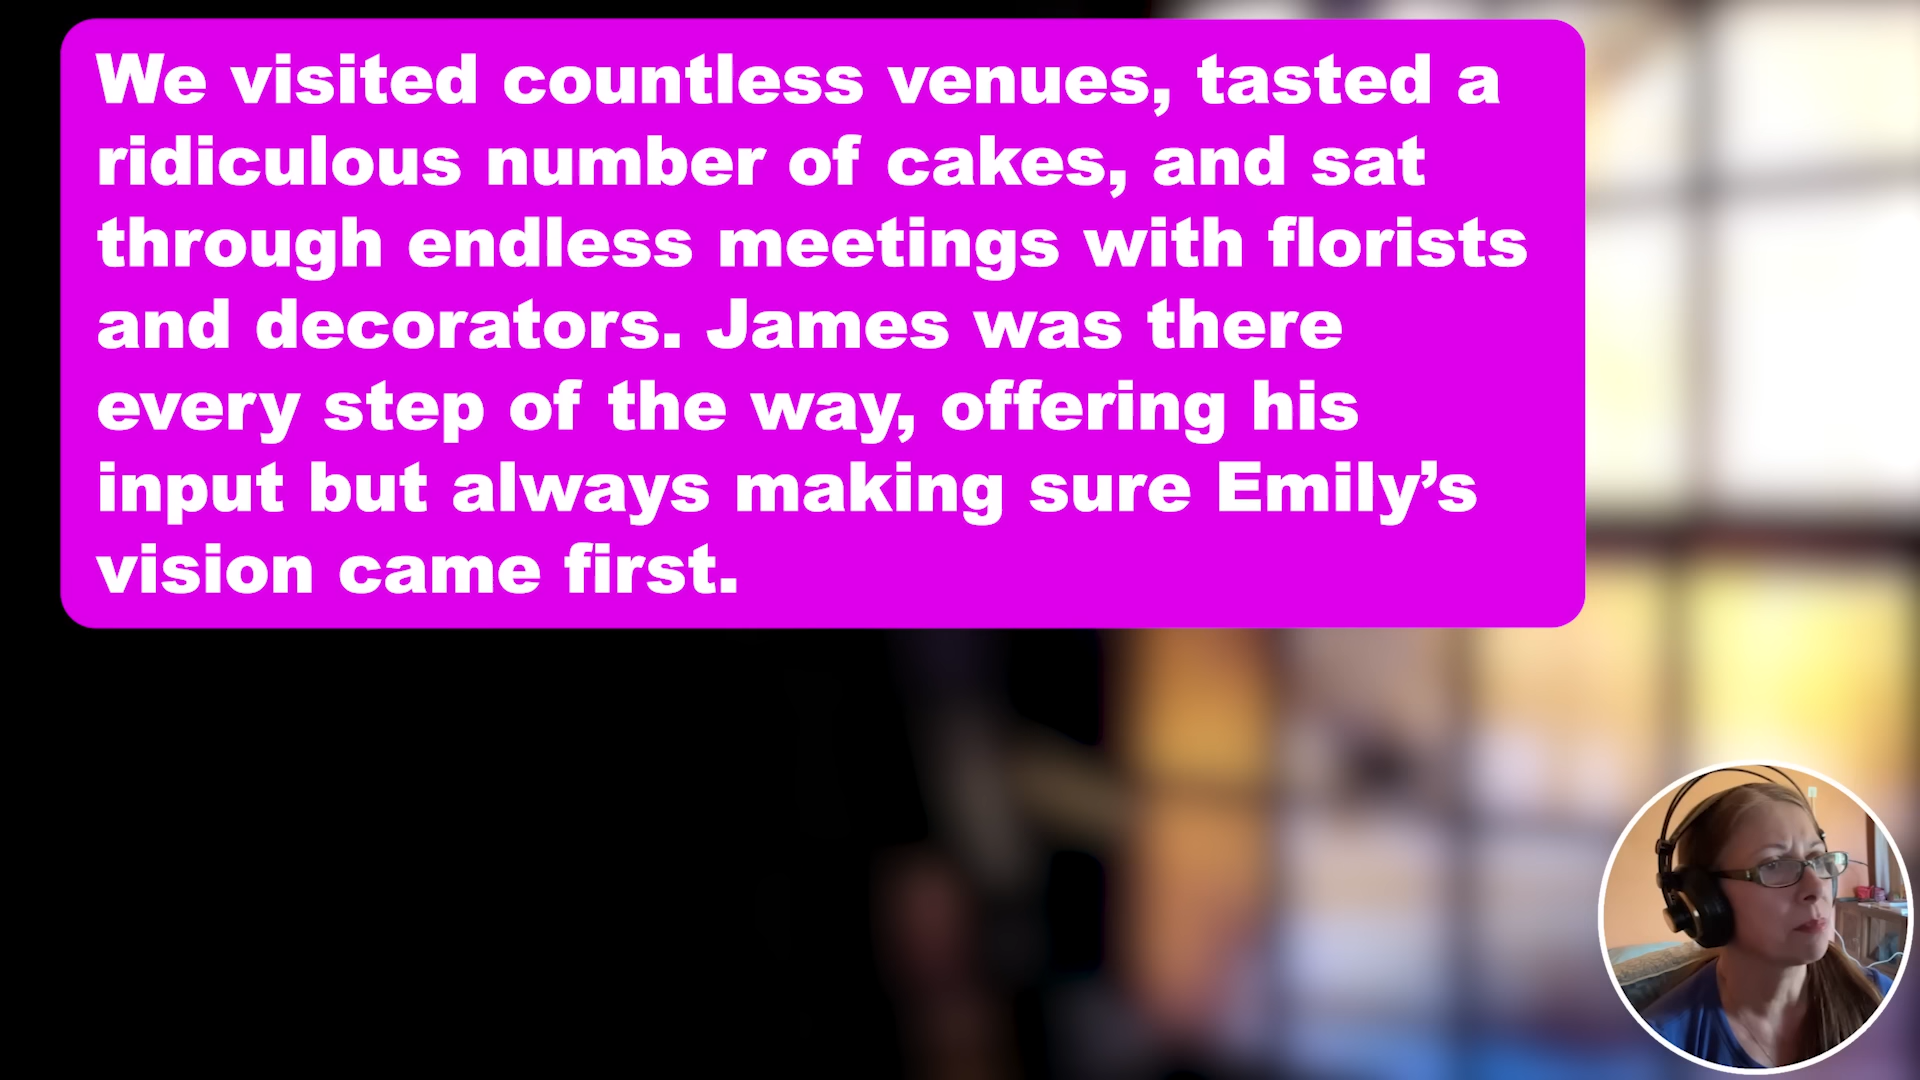 We visited countless venues, tasted a
ridiculous number of cakes, and sat
through endless meetings with florists
and decorators. James was there
every step of the way, offering his
input but always making sure Emily’s
vision came first.